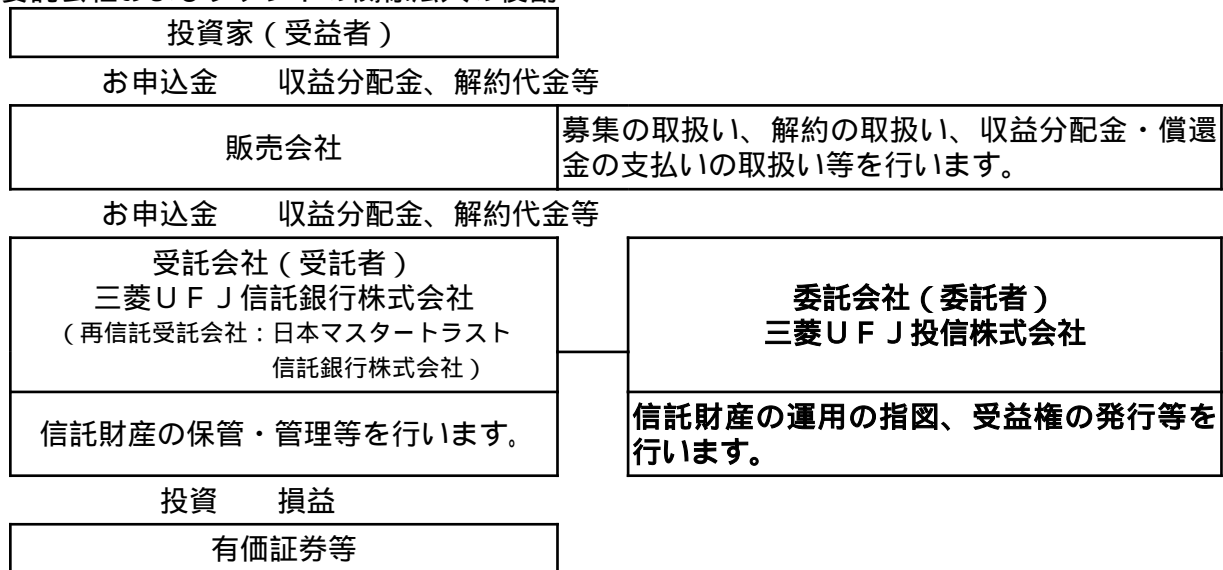 投資家（受益者）
お申込金　収益分配金、解約代金等
販売会社
募集の取扱い、解約の取扱い、収益分配金・償還
金の支払いの取扱い等を行います。
お申込金　収益分配金、解約代金等
受託会社（受託者）
三菱ＵＦＪ信託銀行株式会社
（再信託受託会社：日本マスタートラスト
信託銀行株式会社）
信託財産の保管・管理等を行います。
委託会社（委託者）
三菱ＵＦＪ投信株式会社
信託財産の運用の指図、受益権の発行等を
行います。
投資　損益
有価証券等